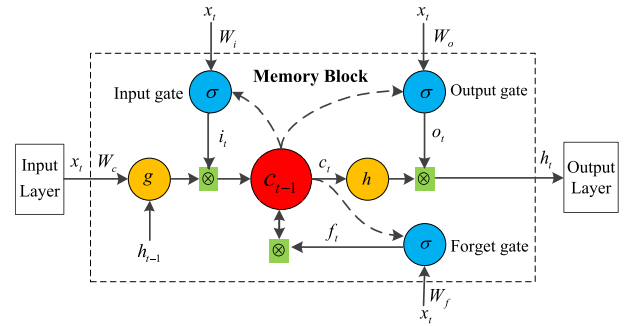 x_t
W_i
x_t
W_o
Memory Block
Input gate
σ
σ
Output gate
i_t
o_t
Input
Layer
x_t
W_c
g
⊗
c_{t-1}
c_t
h
⊗
h_t
Output
Layer
h_{t-1}
⊗
f_t
σ
Forget gate
W_f
x_t